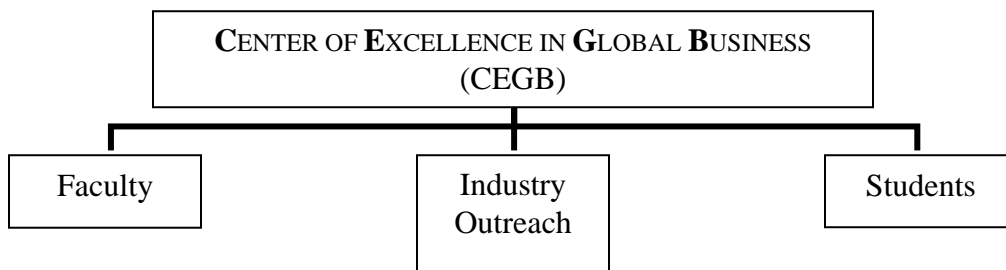 CENTER OF EXCELLENCE IN GLOBAL BUSINESS
(CEGB)
Faculty
Industry
Outreach
Students